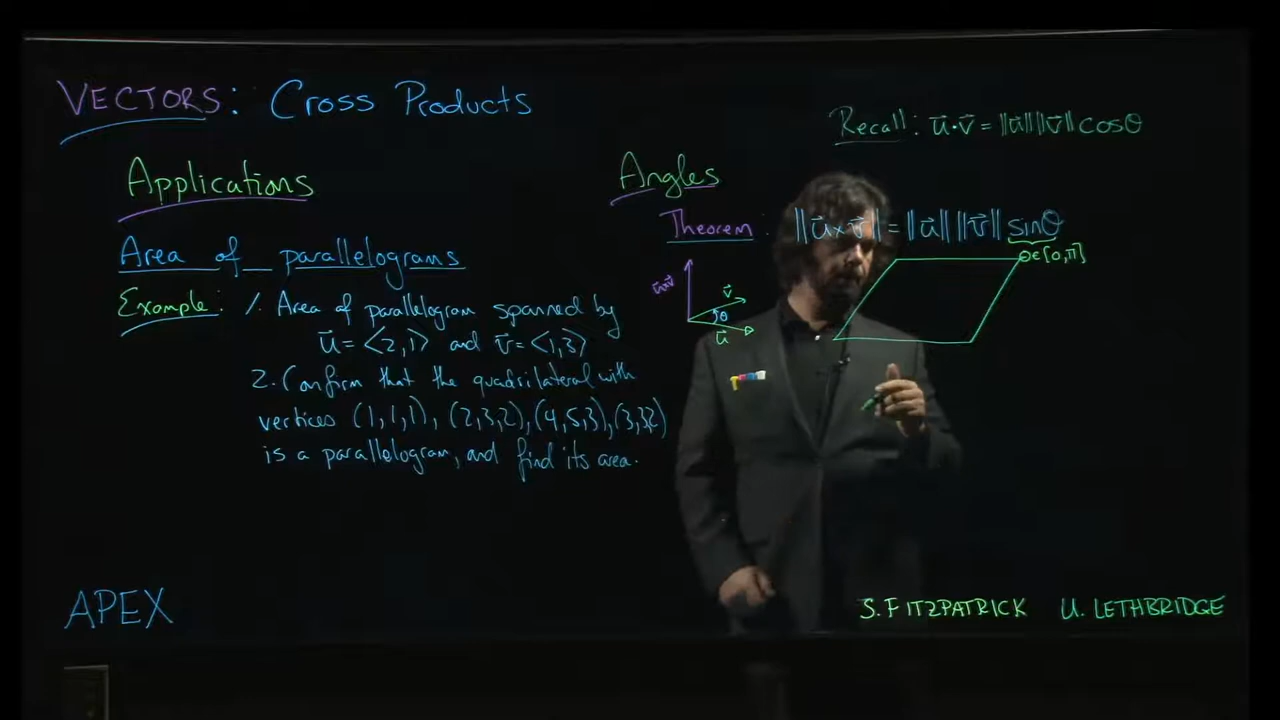 VECTORS: Cross Products
Recall: u⃗·v⃗ = ‖u⃗‖‖v⃗‖ cosθ
Applications
Area of parallelograms
Example: 1. Area of parallelogram spanned by
u⃗ = <2,1> and v⃗ = <1,3>
2. Confirm that the quadrilateral with
vertices (1,1,1), (2,3,2), (4,5,3), (3,3,2)
is a parallelogram, and find its area.
Angles
Theorem: ‖u⃗×v⃗‖ = ‖u⃗‖ ‖v⃗‖ sinθ
θ∈[0,π]
u⃗×v⃗
v⃗
θ
u⃗
APEX
S. FITZPATRICK U. LETHBRIDGE